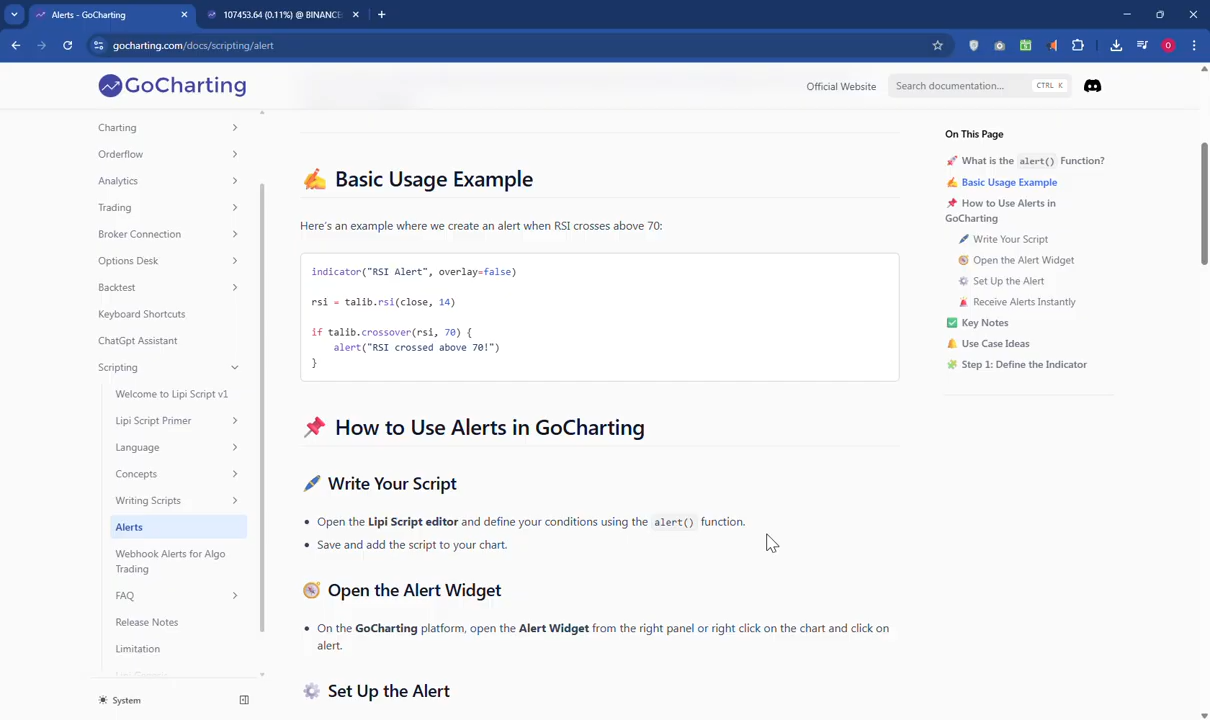 Alerts - GoCharting
107453.64 (0.11%) @ BINANCE
gocharting.com/docs/scripting/alert
O
GoCharting
Official Website
Search documentation...
CTRL K
Charting
Orderflow
Analytics
Trading
Broker Connection
Options Desk
Backtest
Keyboard Shortcuts
ChatGpt Assistant
Scripting
Welcome to Lipi Script v1
Lipi Script Primer
Language
Concepts
Writing Scripts
Alerts
Webhook Alerts for Algo
Trading
FAQ
Release Notes
Limitation
System
✍️ Basic Usage Example
Here's an example where we create an alert when RSI crosses above 70:
indicator("RSI Alert", overlay=false)
rsi = talib.rsi(close, 14)
if talib.crossover(rsi, 70) {
alert("RSI crossed above 70!")
}
📌 How to Use Alerts in GoCharting
🖋️ Write Your Script
• Open the Lipi Script editor and define your conditions using the alert() function.
• Save and add the script to your chart.
🧭 Open the Alert Widget
• On the GoCharting platform, open the Alert Widget from the right panel or right click on the chart and click on
alert.
⚙️ Set Up the Alert
On This Page
🚀 What is the alert() Function?
✍️ Basic Usage Example
📌 How to Use Alerts in
GoCharting
🖋️ Write Your Script
🧭 Open the Alert Widget
⚙️ Set Up the Alert
🚨 Receive Alerts Instantly
✅ Key Notes
🔔 Use Case Ideas
🧩 Step 1: Define the Indicator